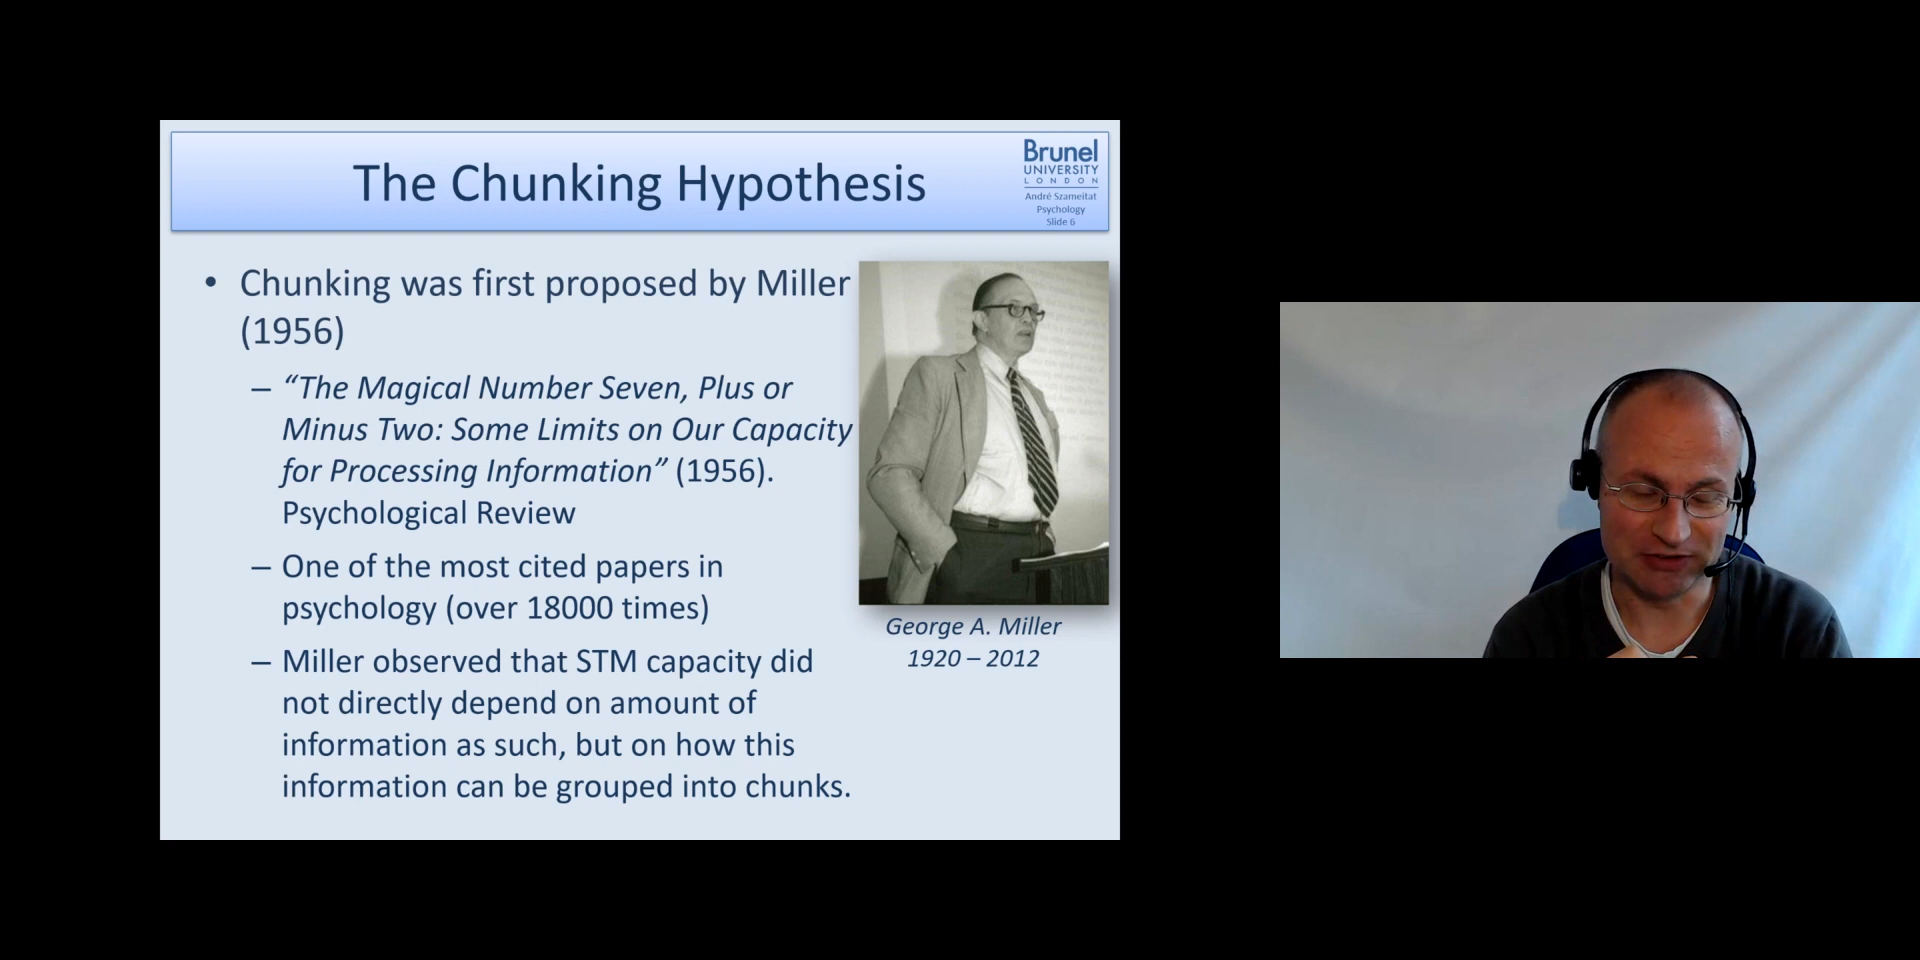 The Chunking Hypothesis
Brunel
UNIVERSITY
LONDON
André Szameitat
Psychology
Slide 6
• Chunking was first proposed by Miller
(1956)
– “The Magical Number Seven, Plus or
Minus Two: Some Limits on Our Capacity
for Processing Information” (1956).
Psychological Review
– One of the most cited papers in
psychology (over 18000 times)
– Miller observed that STM capacity did
not directly depend on amount of
information as such, but on how this
information can be grouped into chunks.
George A. Miller
1920 – 2012